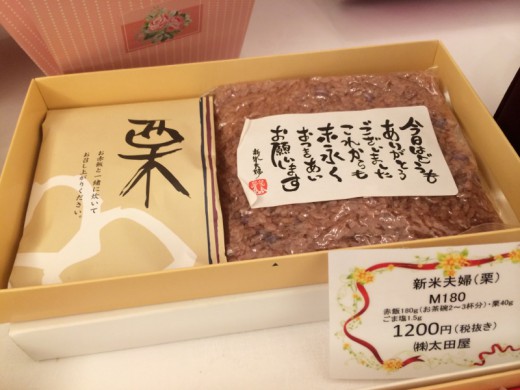 栗
お赤飯と一緒に炊いて
お召し上がりください。
今日はどうも
ありがとう
ございました
これからも
末永く
おつきあい
お願いします
新米夫婦(栗)
M180
赤飯180g(お茶碗2〜3杯分)・栗40g
ごま塩1.5g
1200円(税抜き)
㈱太田屋